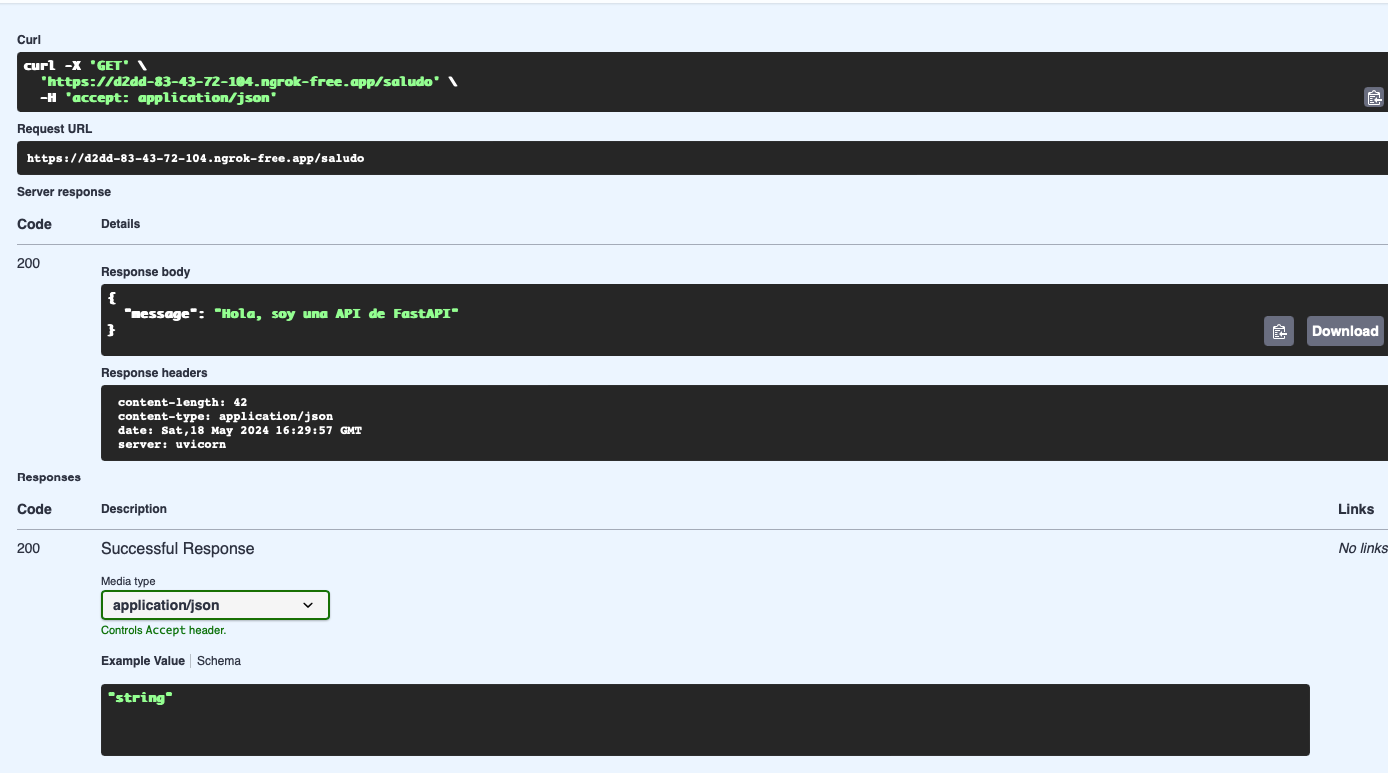 Curl
curl -X 'GET' \
'https://d2dd-83-43-72-104.ngrok-free.app/saludo' \
-H 'accept: application/json'
Request URL
https://d2dd-83-43-72-104.ngrok-free.app/saludo
Server response
Code Details
200
Response body
{
"message": "Hola, soy una API de FastAPI"
}
Download
Response headers
content-length: 42
content-type: application/json
date: Sat,18 May 2024 16:29:57 GMT
server: uvicorn
Responses
Code Description Links
200 Successful Response No links
Media type
application/json
Controls Accept header.
Example Value Schema
"string"